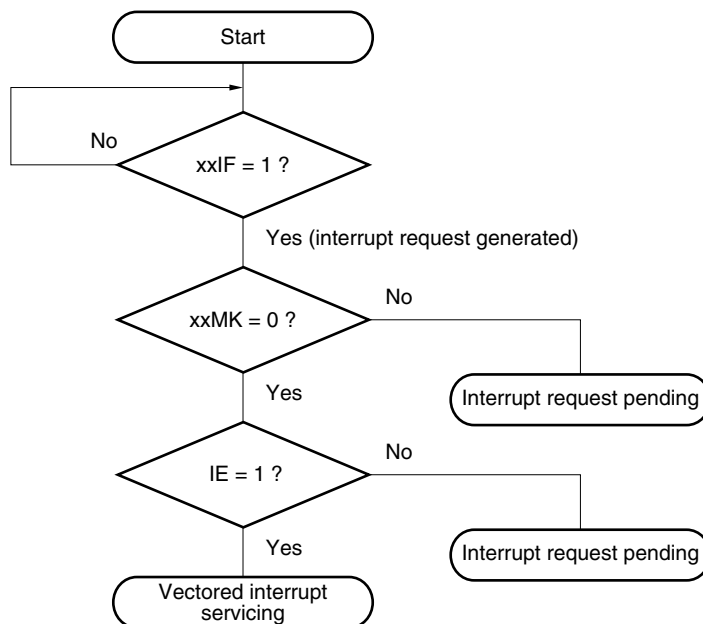 Start
No
xxIF = 1 ?
Yes (interrupt request generated)
No
xxMK = 0 ?
Yes
Interrupt request pending
No
IE = 1 ?
Yes
Interrupt request pending
Vectored interrupt
servicing